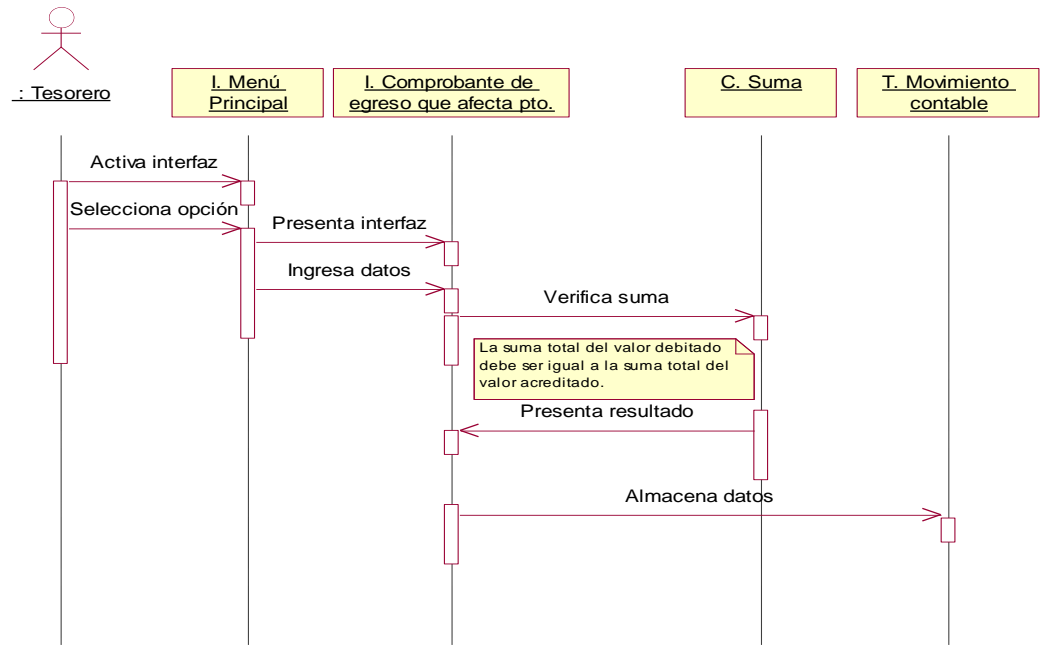 : Tesorero
I. Menú
Principal
I. Comprobante de
egreso que afecta pto.
C. Suma
T. Movimiento
contable
Activa interfaz
Selecciona opción
Presenta interfaz
Ingresa datos
Verifica suma
La suma total del valor debitado
debe ser igual a la suma total del
valor acreditado.
Presenta resultado
Almacena datos